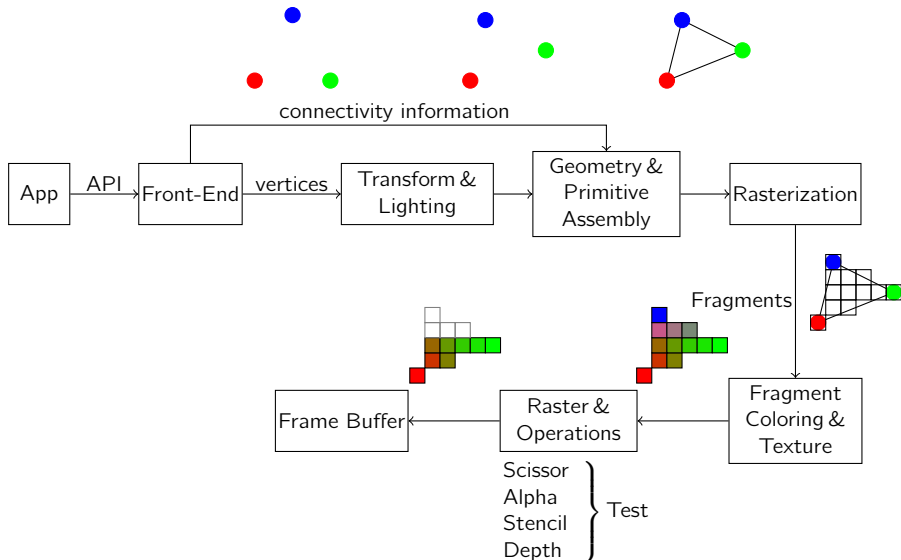 connectivity information
App
API
Front-End
vertices
Transform &
Lighting
Geometry &
Primitive
Assembly
Rasterization
Fragments
Fragment
Coloring &
Texture
Raster &
Operations
Frame Buffer
Scissor
Alpha
Stencil
Depth
Test